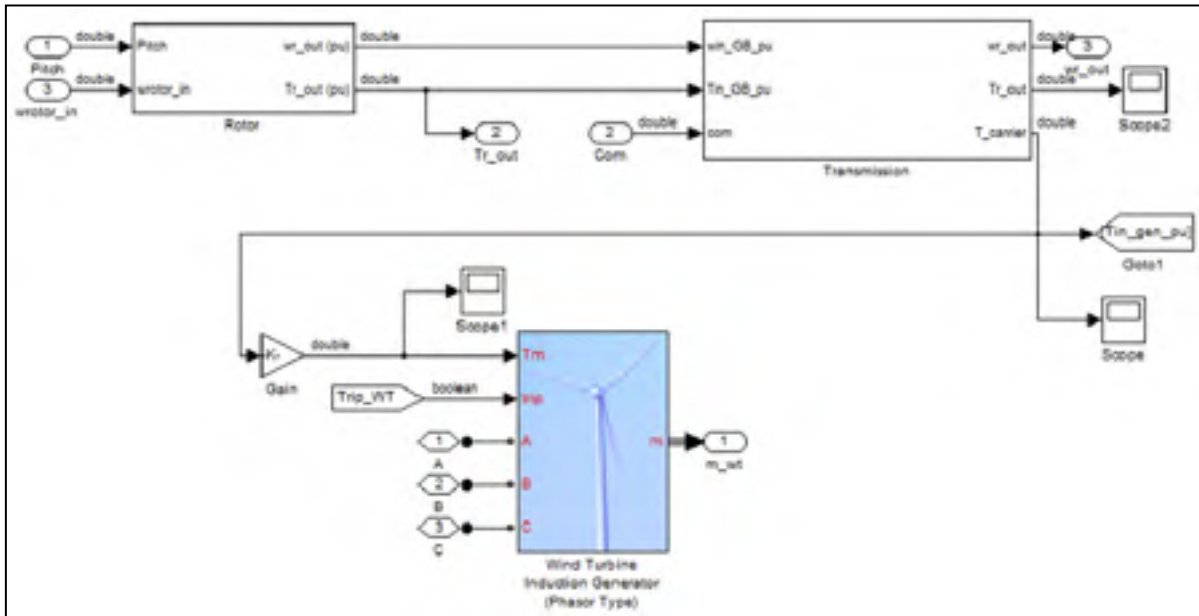 double
1
Pitch
double
3
wrotor_in
Pitch
wrotor_in
wr_out (pu)
Tr_out (pu)
Rotor
double
double
2
Tr_out
2
Com
double
win_GB_pu
Tin_GB_pu
com
wr_out
Tr_out
T_carrier
Transmission
double
3
wr_out
double
Scope2
double
[Tin_gen_pu]
Goto1
Scope
Scope1
Gain
double
Trip_WT
boolean
1
A
2
B
3
C
Tm
trip
A
B
C
m
1
m_wt
Wind Turbine
Induction Generator
(Phasor Type)